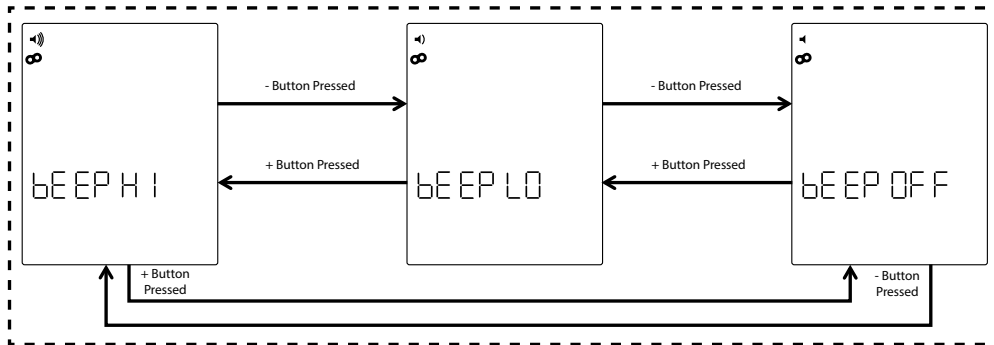 - Button Pressed
- Button Pressed
+ Button Pressed
+ Button Pressed
bEEP HI
bEEP LO
bEEP OFF
+ Button
Pressed
- Button
Pressed